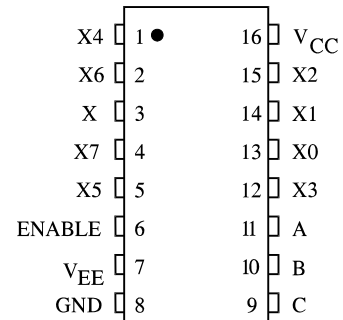 X4 1 16 VCC
X6 2 15 X2
X 3 14 X1
X7 4 13 X0
X5 5 12 X3
ENABLE 6 11 A
VEE 7 10 B
GND 8 9 C